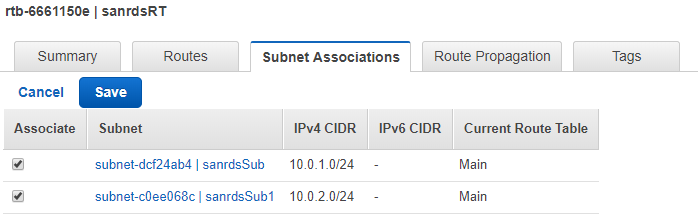 rtb-6661150e | sanrdsRT
Summary Routes Subnet Associations Route Propagation Tags
Cancel Save
Associate Subnet IPv4 CIDR IPv6 CIDR Current Route Table
subnet-dcf24ab4 | sanrdsSub 10.0.1.0/24 - Main
subnet-c0ee068c | sanrdsSub1 10.0.2.0/24 - Main